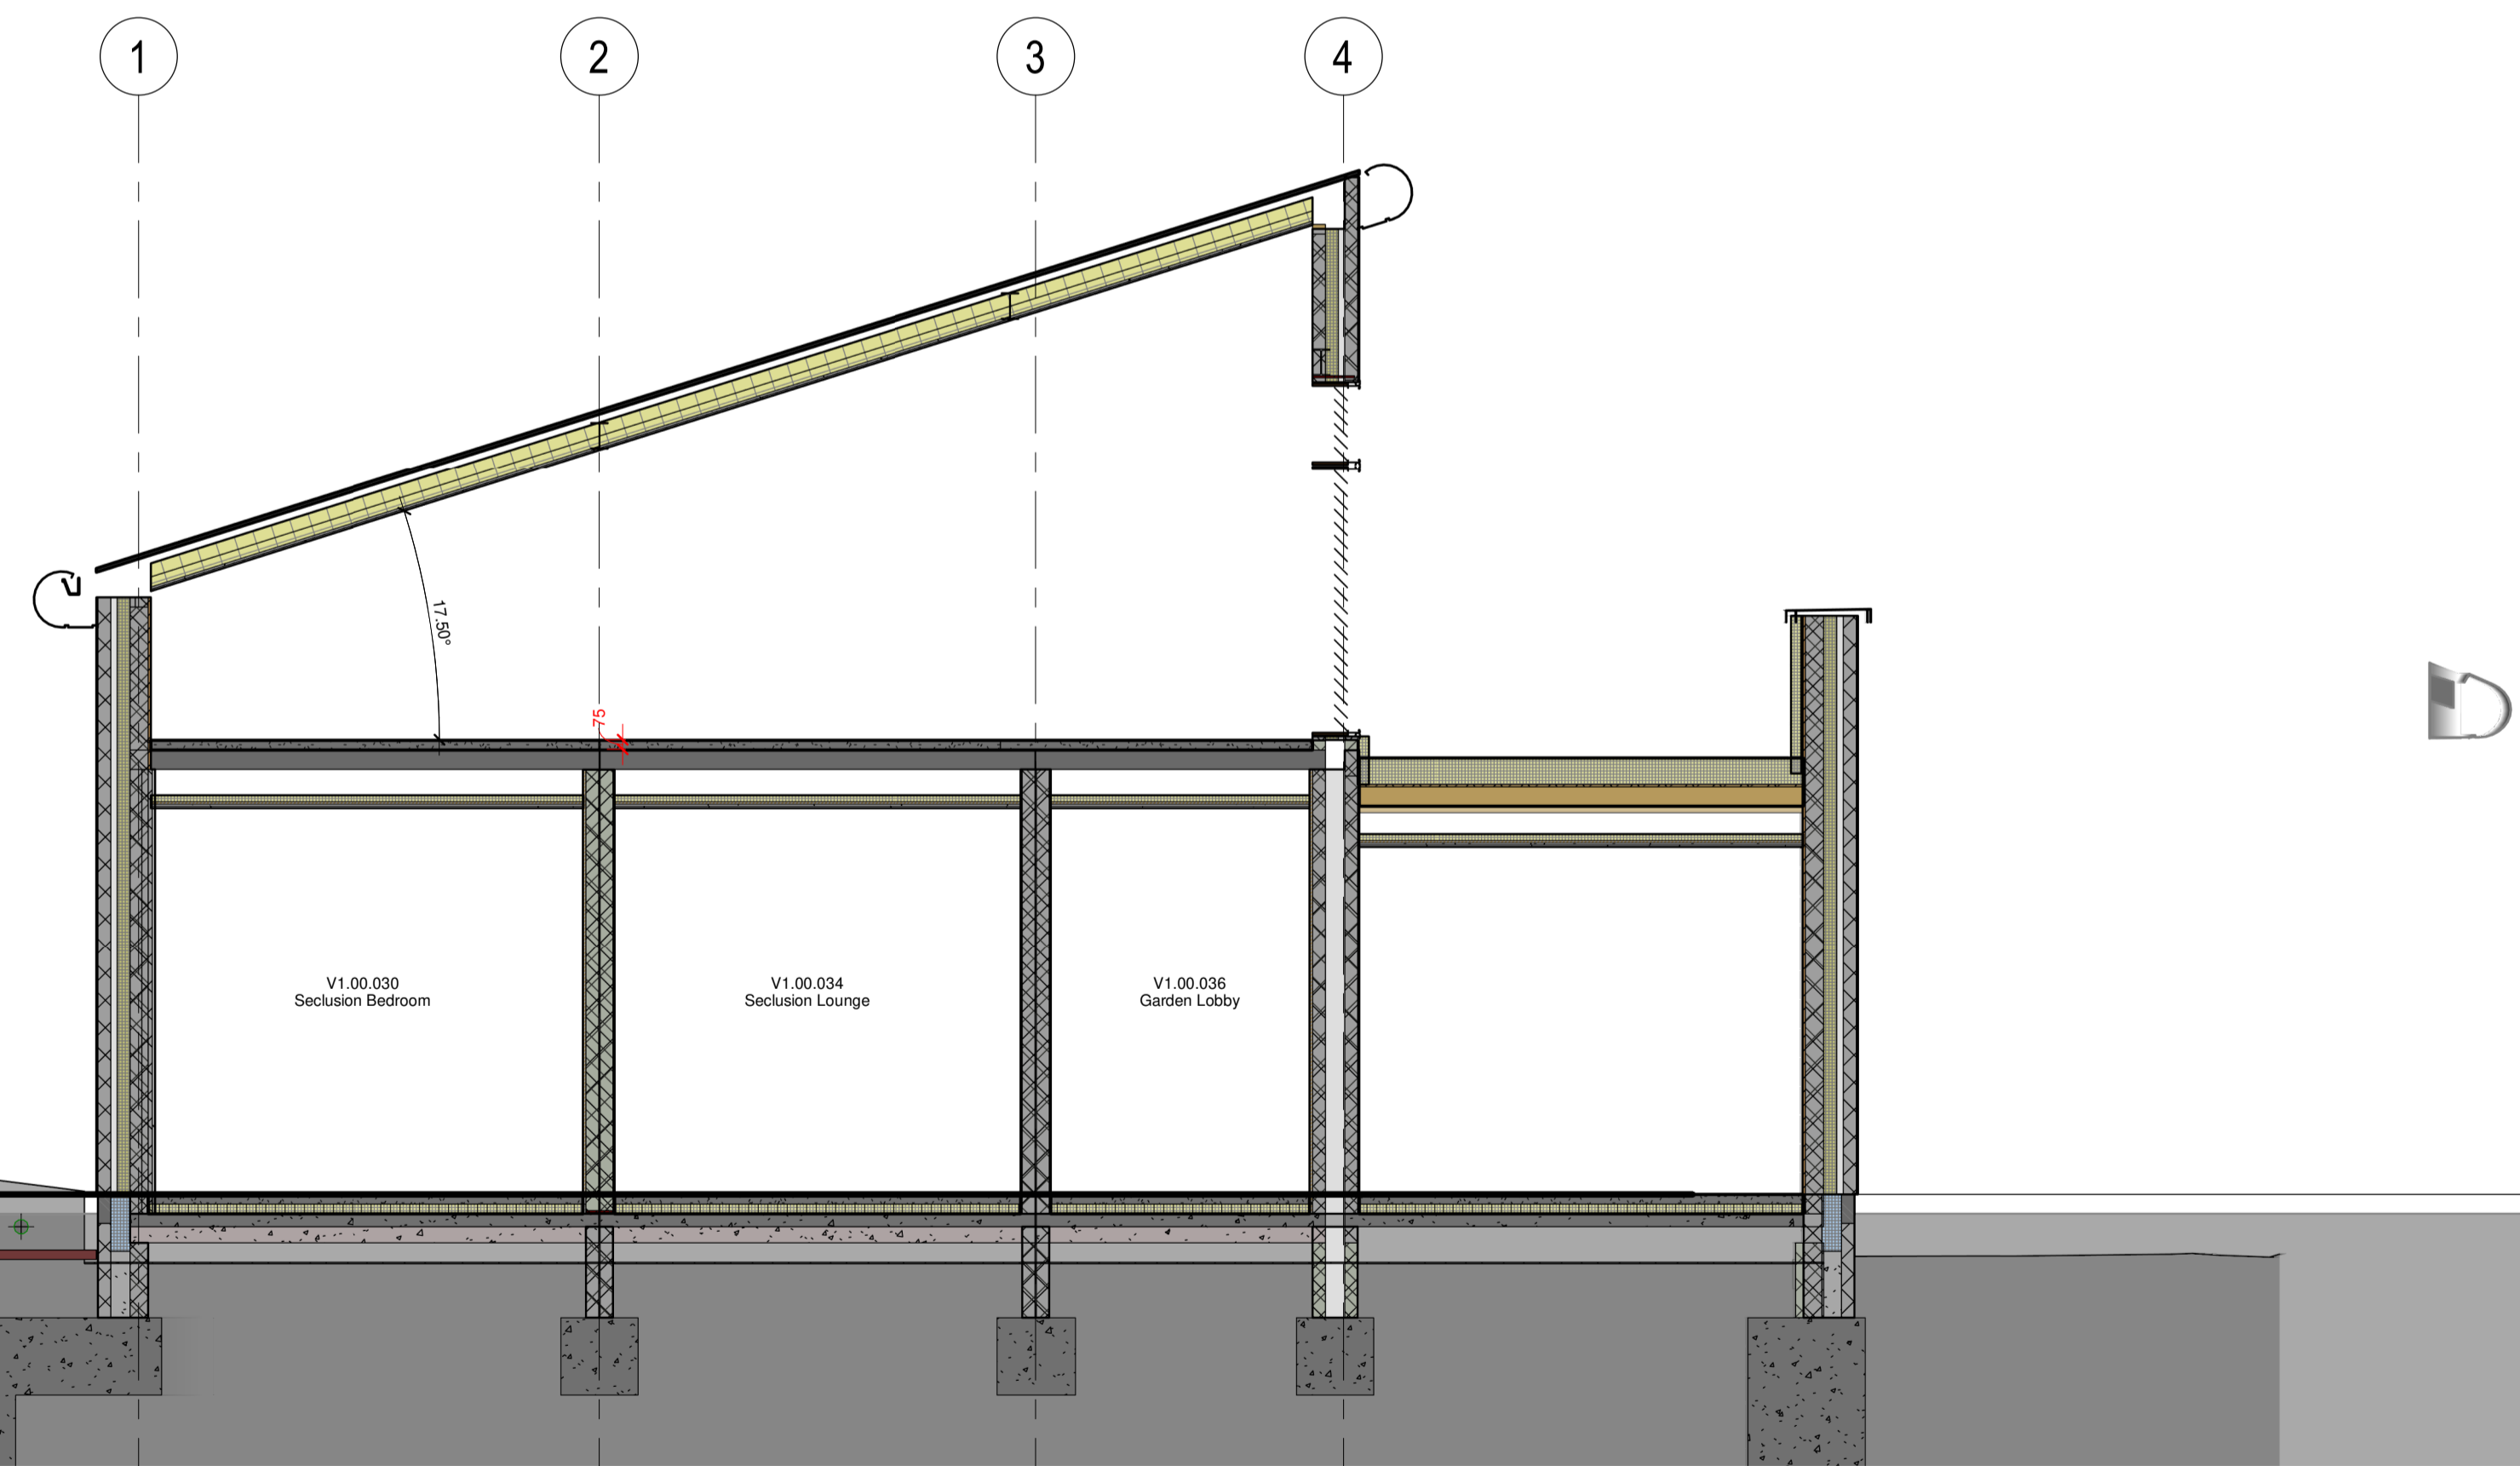 1
2
3
4
17.50°
75
V1.00.030
Seclusion Bedroom
V1.00.034
Seclusion Lounge
V1.00.036
Garden Lobby